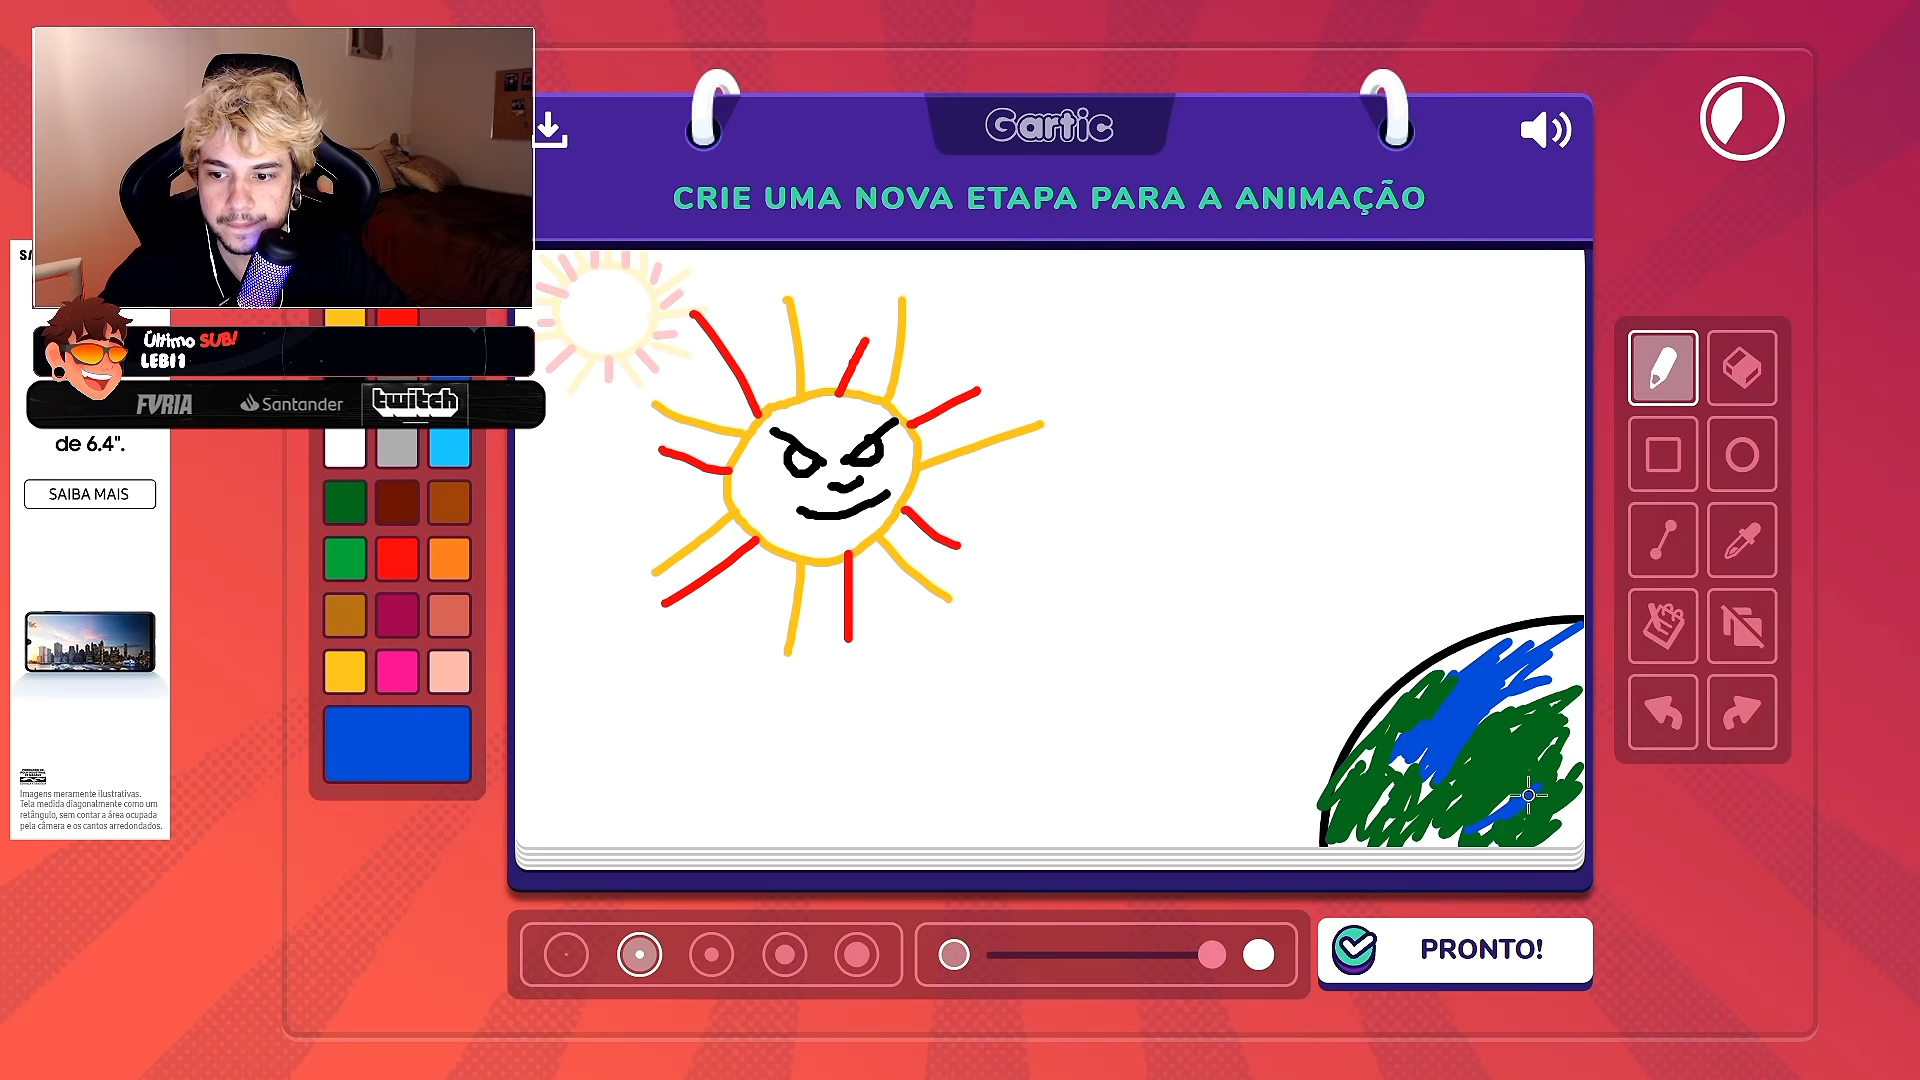 Gartic
CRIE UMA NOVA ETAPA PARA A ANIMAÇÃO
Último SUB!
LEBI1
FVRIA Santander twitch
de 6.4".
SAIBA MAIS
Imagens meramente ilustrativas.
Tela medida diagonalmente como um
retângulo, sem contar a área ocupada
pela câmera e os cantos arredondados.
PRONTO!